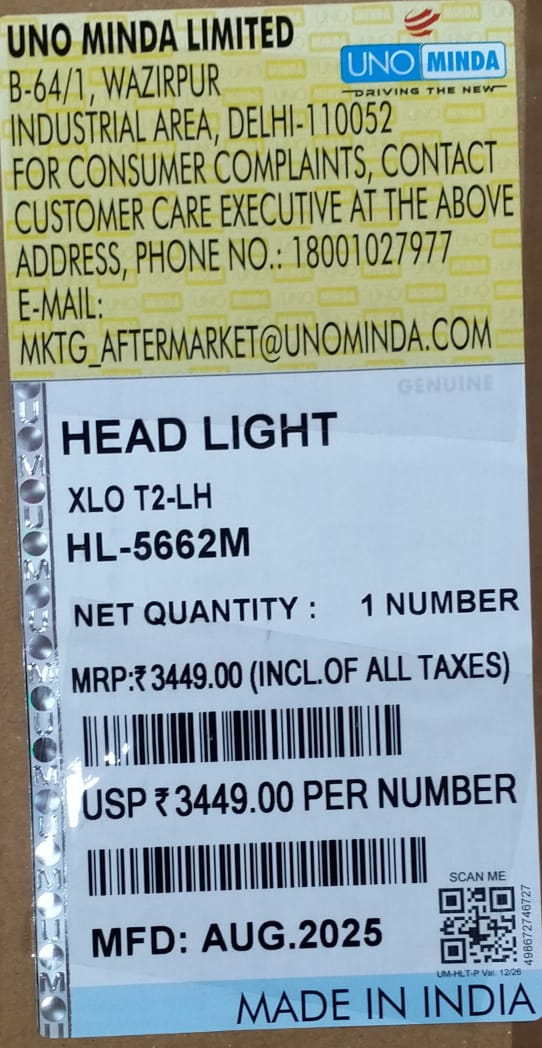 UNO MINDA LIMITED
UNO MINDA
DRIVING THE NEW
B-64/1, WAZIRPUR
INDUSTRIAL AREA, DELHI-110052
FOR CONSUMER COMPLAINTS, CONTACT
CUSTOMER CARE EXECUTIVE AT THE ABOVE
ADDRESS, PHONE NO.: 18001027977
E-MAIL:
MKTG_AFTERMARKET@UNOMINDA.COM
GENUINE
HEAD LIGHT
XLO T2-LH
HL-5662M
NET QUANTITY : 1 NUMBER
MRP:₹3449.00 (INCL.OF ALL TAXES)
USP ₹3449.00 PER NUMBER
SCAN ME
498672746727
MFD: AUG.2025
UM-HLT-P Val. 12/26
MADE IN INDIA